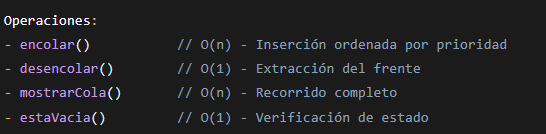 Operaciones:
- encolar()           // O(n) - Inserción ordenada por prioridad
- desencolar()        // O(1) - Extracción del frente
- mostrarCola()       // O(n) - Recorrido completo
- estaVacia()         // O(1) - Verificación de estado